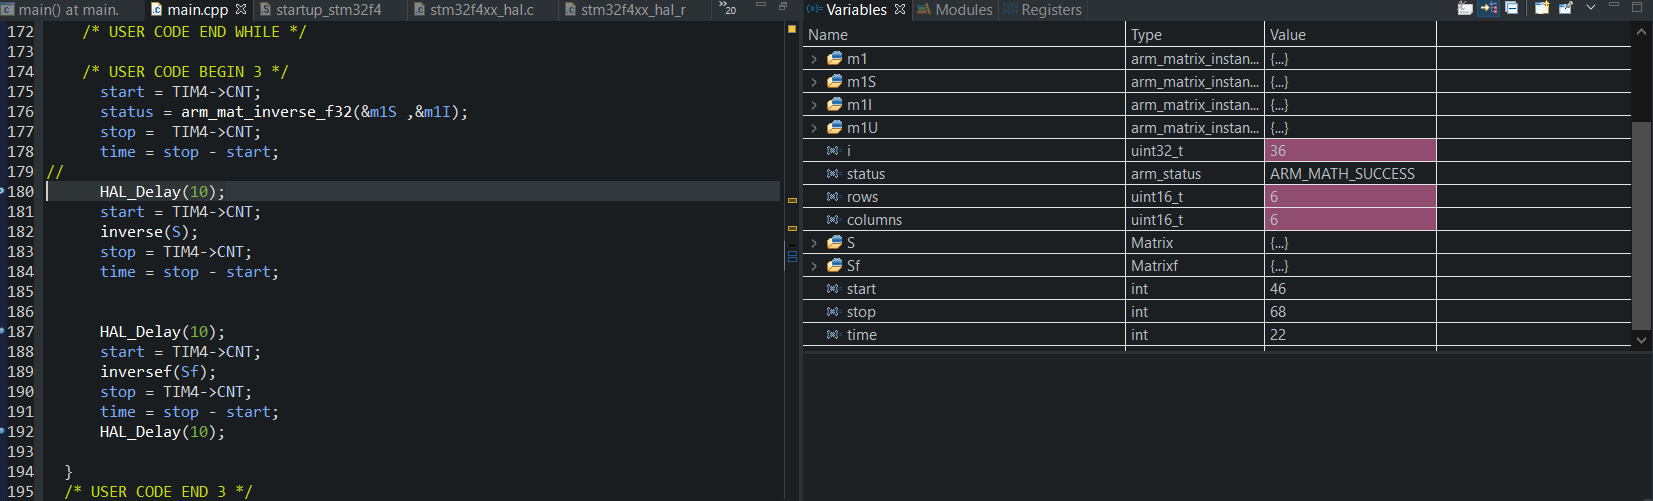 main() at main. main.cpp startup_stm32f4 stm32f4xx_hal.c stm32f4xx_hal_r »20
172 /* USER CODE END WHILE */
173
174 /* USER CODE BEGIN 3 */
175 start = TIM4->CNT;
176 status = arm_mat_inverse_f32(&m1S ,&m1I);
177 stop =  TIM4->CNT;
178 time = stop - start;
179 //
180 HAL_Delay(10);
181 start = TIM4->CNT;
182 inverse(S);
183 stop = TIM4->CNT;
184 time = stop - start;
185
186
187 HAL_Delay(10);
188 start = TIM4->CNT;
189 inversef(Sf);
190 stop = TIM4->CNT;
191 time = stop - start;
192 HAL_Delay(10);
193
194 }
195 /* USER CODE END 3 */
(x)= Variables Modules Registers
Name Type Value
m1 arm_matrix_instan... {...}
m1S arm_matrix_instan... {...}
m1I arm_matrix_instan... {...}
m1U arm_matrix_instan... {...}
(x)= i uint32_t 36
(x)= status arm_status ARM_MATH_SUCCESS
(x)= rows uint16_t 6
(x)= columns uint16_t 6
S Matrix {...}
Sf Matrixf {...}
(x)= start int 46
(x)= stop int 68
(x)= time int 22